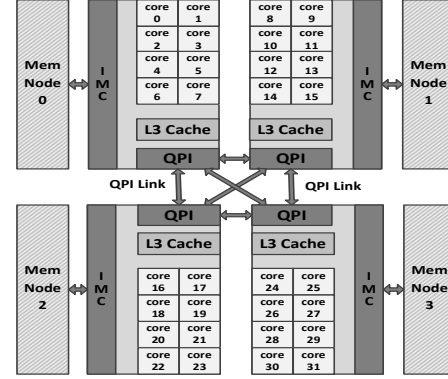 Mem
Node
0
I
M
C
core
0
core
1
core
2
core
3
core
4
core
5
core
6
core
7
L3 Cache
QPI
core
8
core
9
core
10
core
11
core
12
core
13
core
14
core
15
L3 Cache
QPI
I
M
C
Mem
Node
1
QPI Link
QPI Link
Mem
Node
2
I
M
C
QPI
L3 Cache
core
16
core
17
core
18
core
19
core
20
core
21
core
22
core
23
QPI
L3 Cache
core
24
core
25
core
26
core
27
core
28
core
29
core
30
core
31
I
M
C
Mem
Node
3